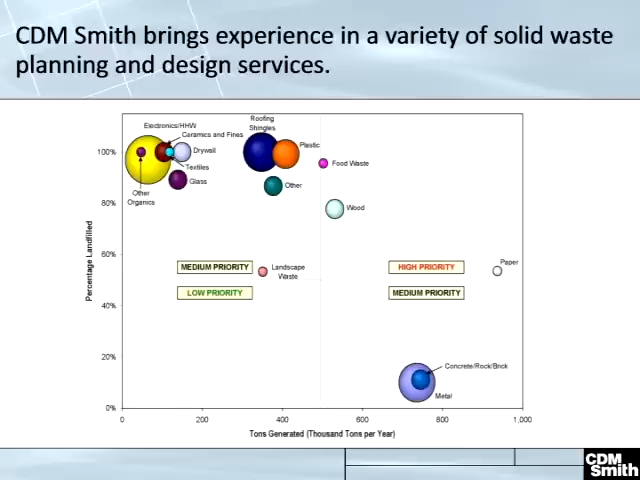 CDM Smith brings experience in a variety of solid waste
planning and design services.
Roofing
Shingles
Electronics/HHW
Ceramics and Fines
100%
Drywall
Plastic
Textiles
Food Waste
Glass
Other
Other
Organics
80%
Wood
Percentage Landfilled
60%
MEDIUM PRIORITY
Landscape
Waste
HIGH PRIORITY
Paper
LOW PRIORITY
MEDIUM PRIORITY
40%
20%
Concrete/Rock/Brick
Metal
0%
0 200 400 600 800 1,000
Tons Generated (Thousand Tons per Year)
CDM
Smith